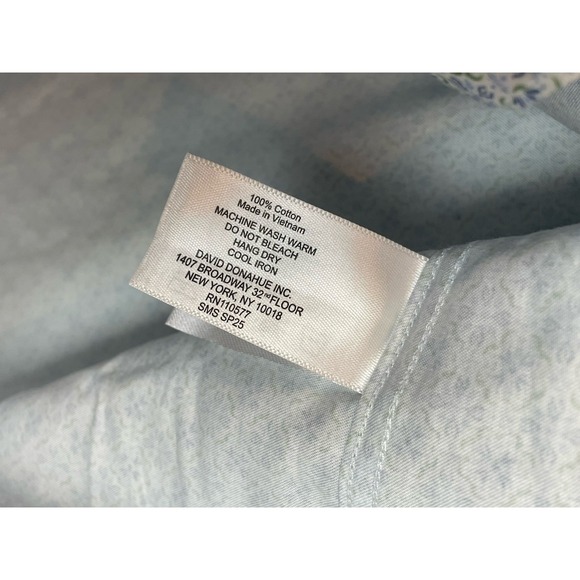 100% Cotton
Made in Vietnam
MACHINE WASH WARM
DO NOT BLEACH
HANG DRY
COOL IRON
DAVID DONAHUE INC.
1407 BROADWAY 32ND FLOOR
NEW YORK, NY 10018
RN110577
SMS SP25